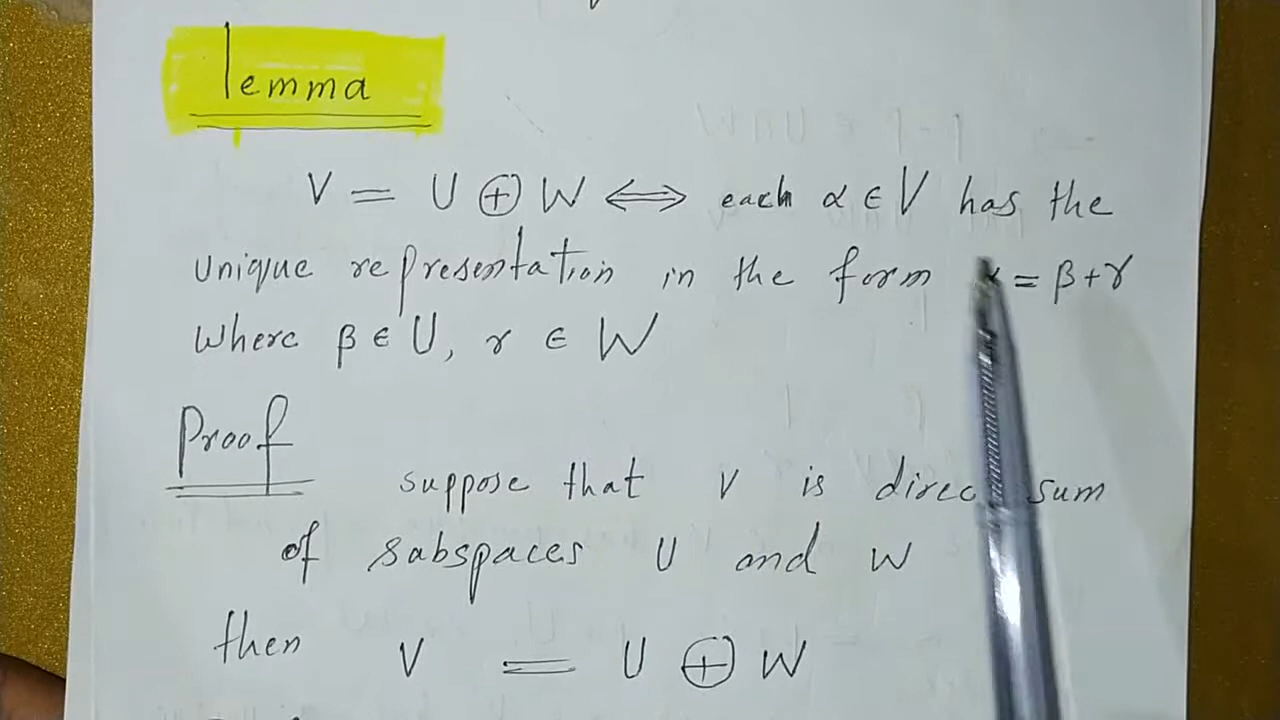 lemma
V = U ⊕ W ⟺ each α ∈ V has the
unique representation in the form = β + γ
where β ∈ U, γ ∈ W
Proof
suppose that V is direc sum
of subspaces U and W
then V = U ⊕ W